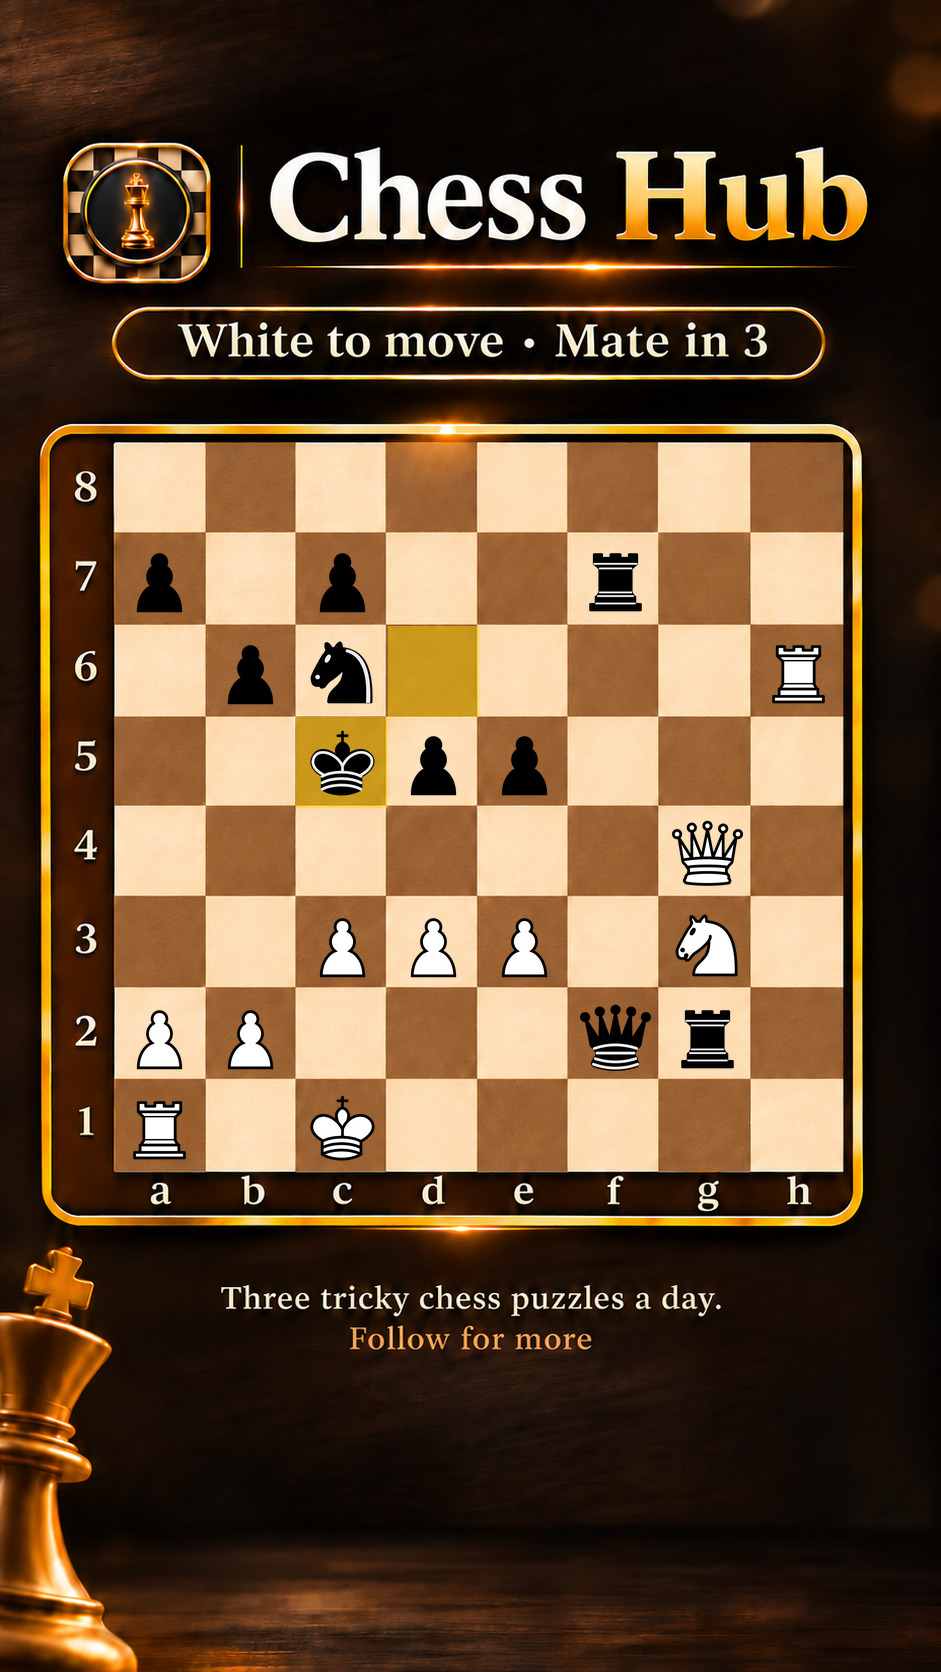 Chess Hub
White to move • Mate in 3
8
7
6
5
4
3
2
1
a b c d e f g h
Three tricky chess puzzles a day.
Follow for more